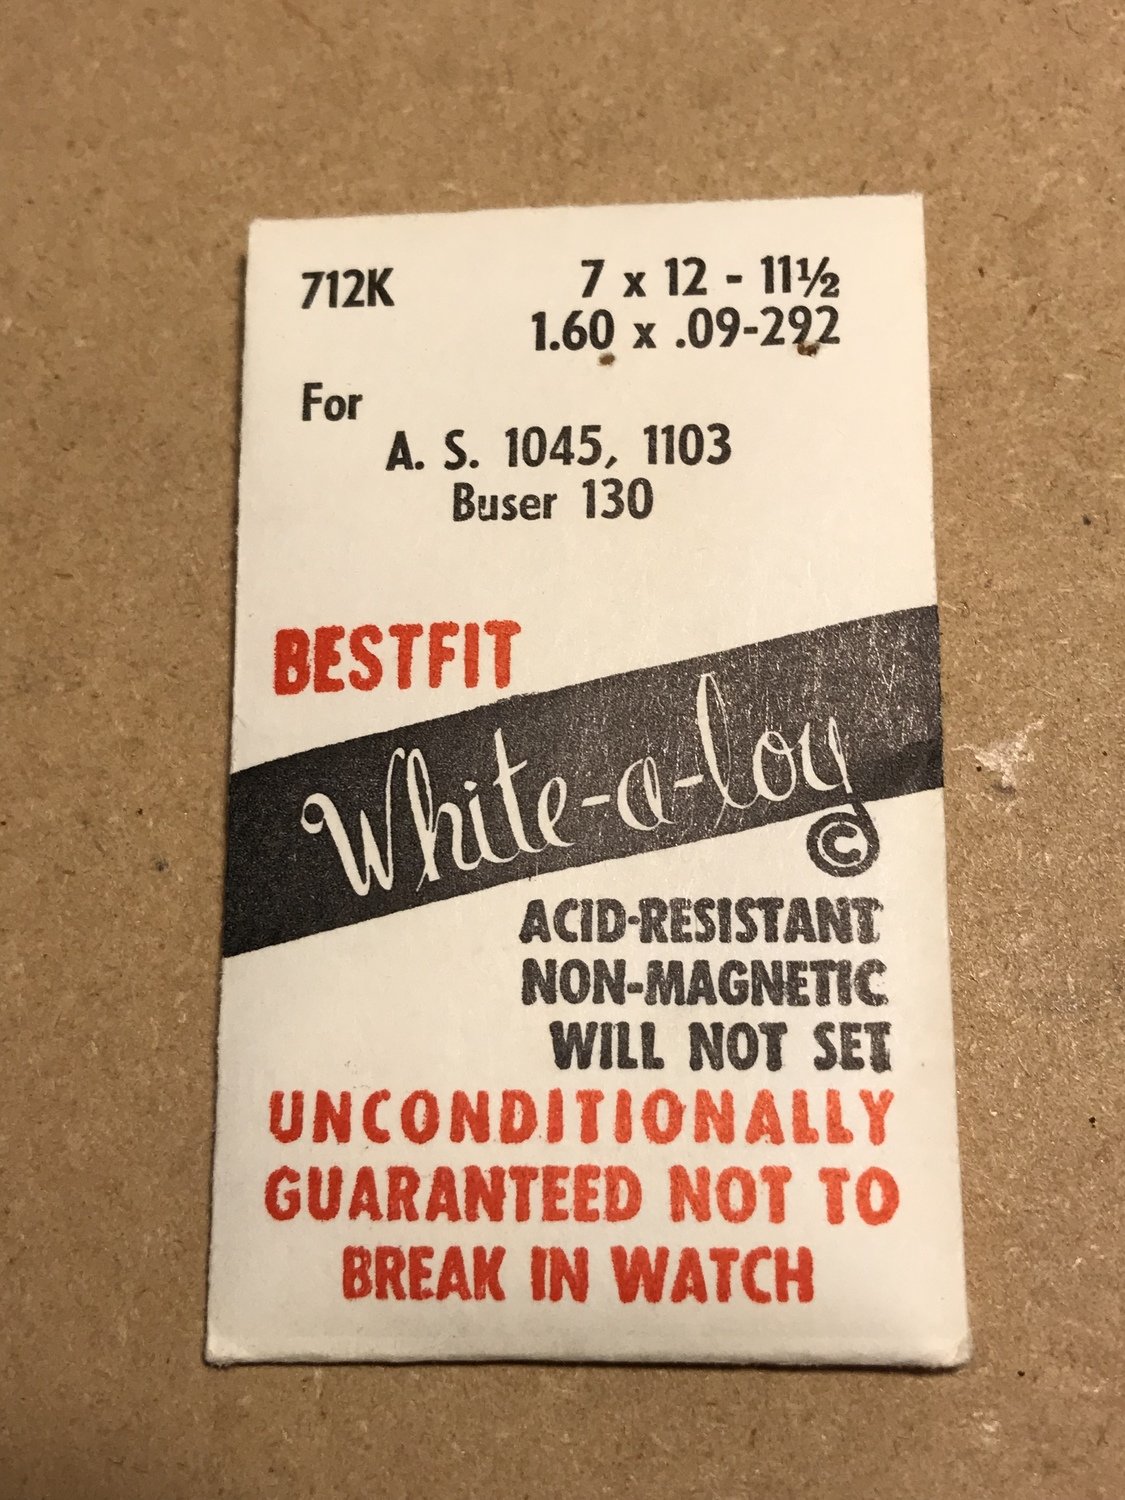 712K 7 x 12 - 11½
1.60 x .09-292
For
A. S. 1045, 1103
Buser 130
BESTFIT
White-a-loy
©
ACID-RESISTANT
NON-MAGNETIC
WILL NOT SET
UNCONDITIONALLY
GUARANTEED NOT TO
BREAK IN WATCH